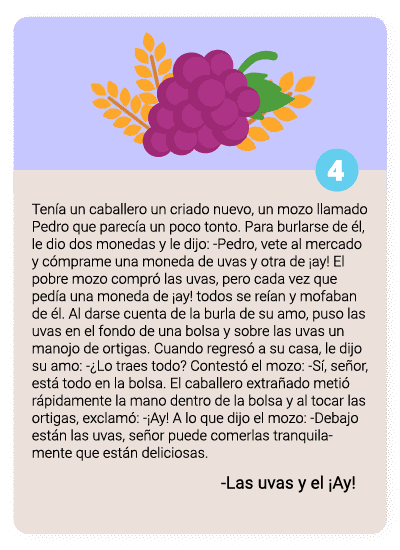 4
Tenía un caballero un criado nuevo, un mozo llamado
Pedro que parecía un poco tonto. Para burlarse de él,
le dio dos monedas y le dijo: -Pedro, vete al mercado
y cómprame una moneda de uvas y otra de ¡ay! El
pobre mozo compró las uvas, pero cada vez que
pedía una moneda de ¡ay! todos se reían y mofaban
de él. Al darse cuenta de la burla de su amo, puso las
uvas en el fondo de una bolsa y sobre las uvas un
manojo de ortigas. Cuando regresó a su casa, le dijo
su amo: -¿Lo traes todo? Contestó el mozo: -Sí, señor,
está todo en la bolsa. El caballero extrañado metió
rápidamente la mano dentro de la bolsa y al tocar las
ortigas, exclamó: -¡Ay! A lo que dijo el mozo: -Debajo
están las uvas, señor puede comerlas tranquila-
mente que están deliciosas.
-Las uvas y el ¡Ay!